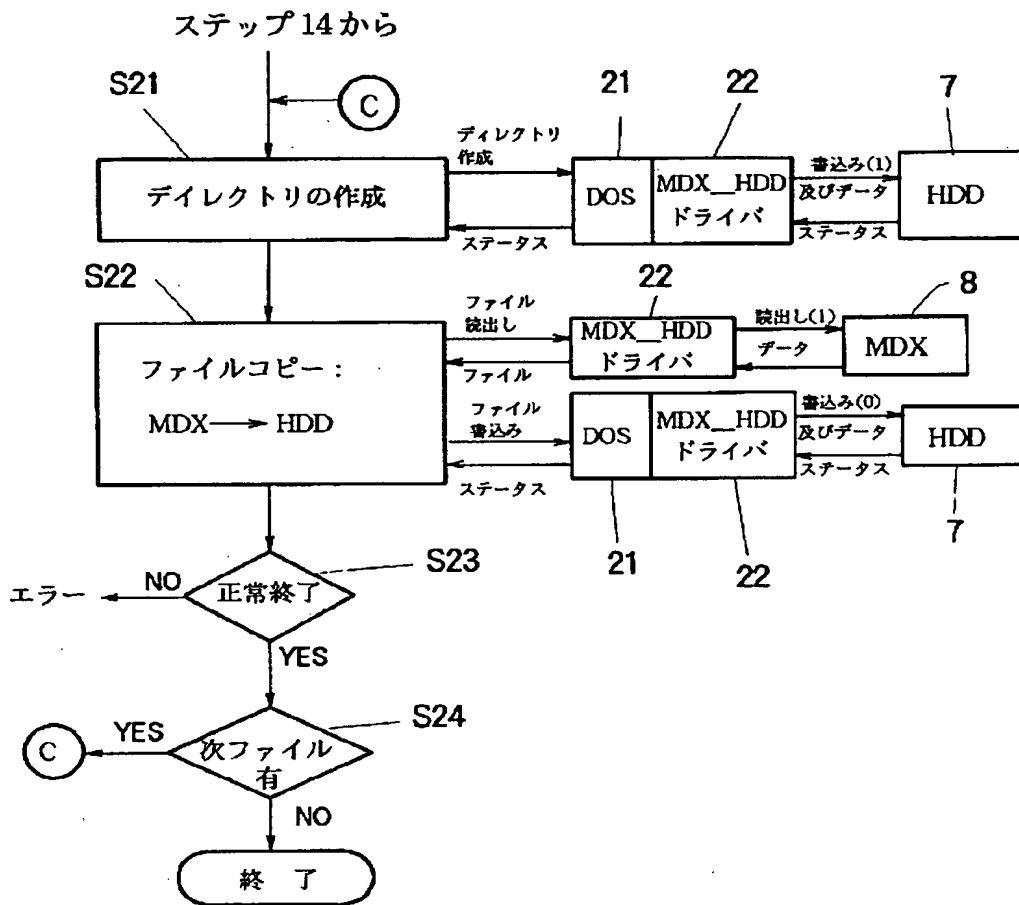 ステップ14から
S21
C
ディレクトリ
作成
21
22
7
デイレクトリの作成
DOS
MDX__HDD
ドライバ
書込み(1)
及びデータ
HDD
ステータス
ステータス
S22
ファイル
読出し
22
8
ファイルコピー:
MDX → HDD
MDX__HDD
ドライバ
読出し(1)
データ
MDX
ファイル
ファイル
書込み
DOS
MDX__HDD
ドライバ
書込み(0)
及びデータ
HDD
ステータス
ステータス
21
22
7
S23
エラー
NO
正常終了
YES
S24
C
YES
次ファイル
有
NO
終了